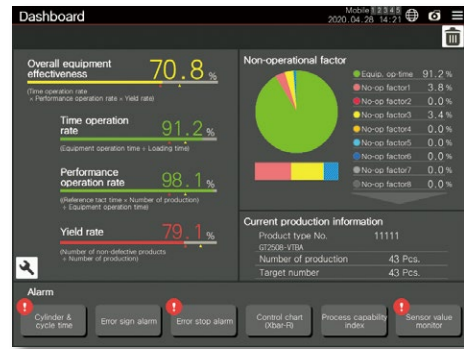 Dashboard
Mobile 1 2 3 4 5
2020.04.28 14:21
Overall equipment
effectiveness
70.8 %
(Time operation rate
× Performance operation rate × Yield rate)
Time operation
rate
91.2 %
(Equipment operation time ÷ Loading time)
Performance
operation rate
98.1 %
((Reference tact time × Number of production)
÷ Equipment operation time)
Yield rate
79.1 %
(Number of non-defective products
÷ Number of production)
Non-operational factor
Equip. op-time 91.2 %
No-op factor1 3.8 %
No-op factor2 0.0 %
No-op factor3 3.4 %
No-op factor4 0.0 %
No-op factor5 0.0 %
No-op factor6 0.0 %
No-op factor7 0.0 %
No-op factor8 0.0 %
Current production information
Product type No. 11111
GT2508-VTBA
Number of production 43 Pcs.
Target number 43 Pcs.
Alarm
Cylinder &
cycle time
Error sign alarm
Error stop alarm
Control chart
(Xbar-R)
Process capability
index
Sensor value
monitor